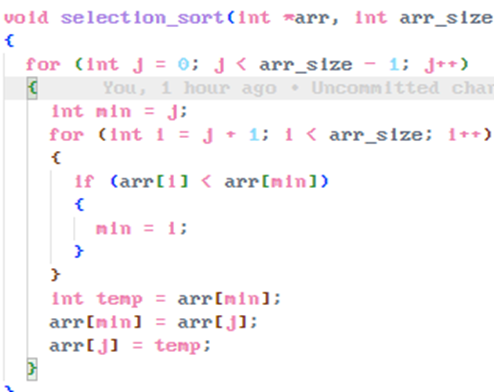 void selection_sort(int *arr, int arr_size
{
for (int j = 0; j < arr_size - 1; j++)
{ You, 1 hour ago • Uncommitted chan
int min = j;
for (int i = j + 1; i < arr_size; i++)
{
if (arr[i] < arr[min])
{
min = i;
}
}
int temp = arr[min];
arr[min] = arr[j];
arr[j] = temp;
}
}